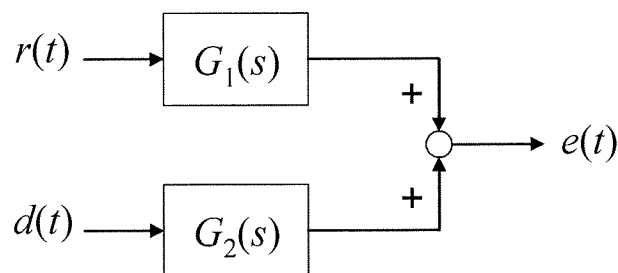 r(t)
G₁(s)
+
e(t)
+
d(t)
G₂(s)